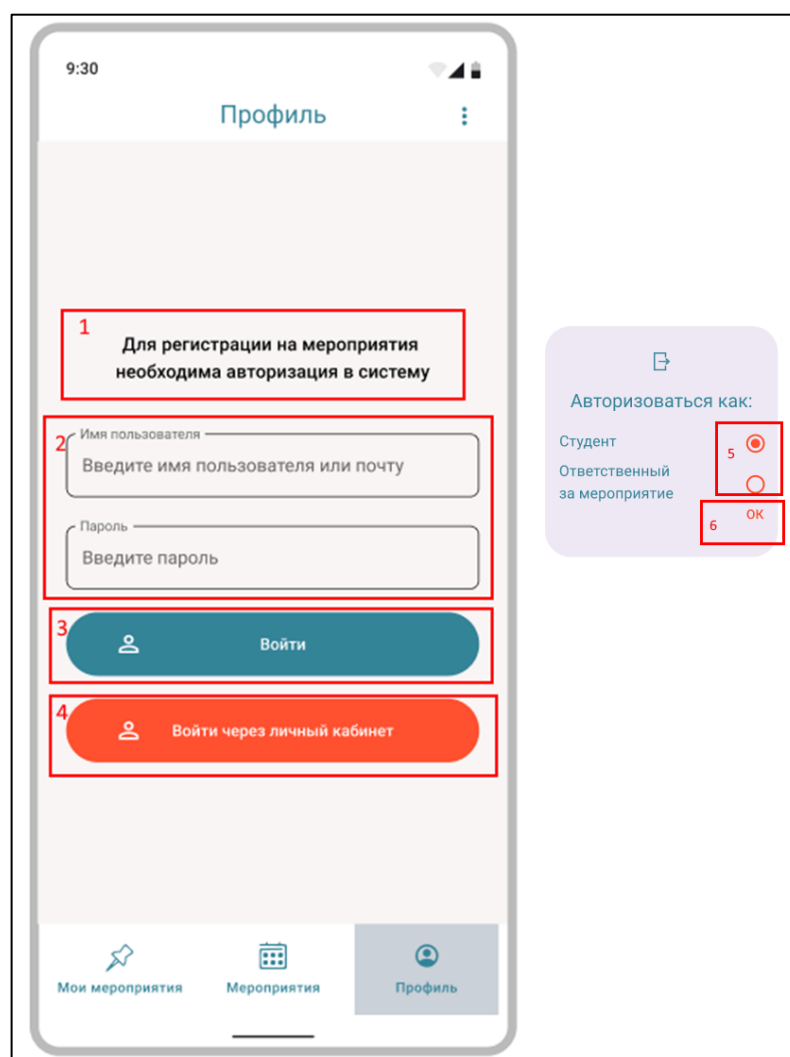 9:30
Профиль
1
Для регистрации на мероприятия
необходима авторизация в систему
2
Имя пользователя
Введите имя пользователя или почту
Пароль
Введите пароль
3
Войти
4
Войти через личный кабинет
Мои мероприятия
Мероприятия
Профиль
Авторизоваться как:
Студент
5
Ответственный
за мероприятие
6
ОК